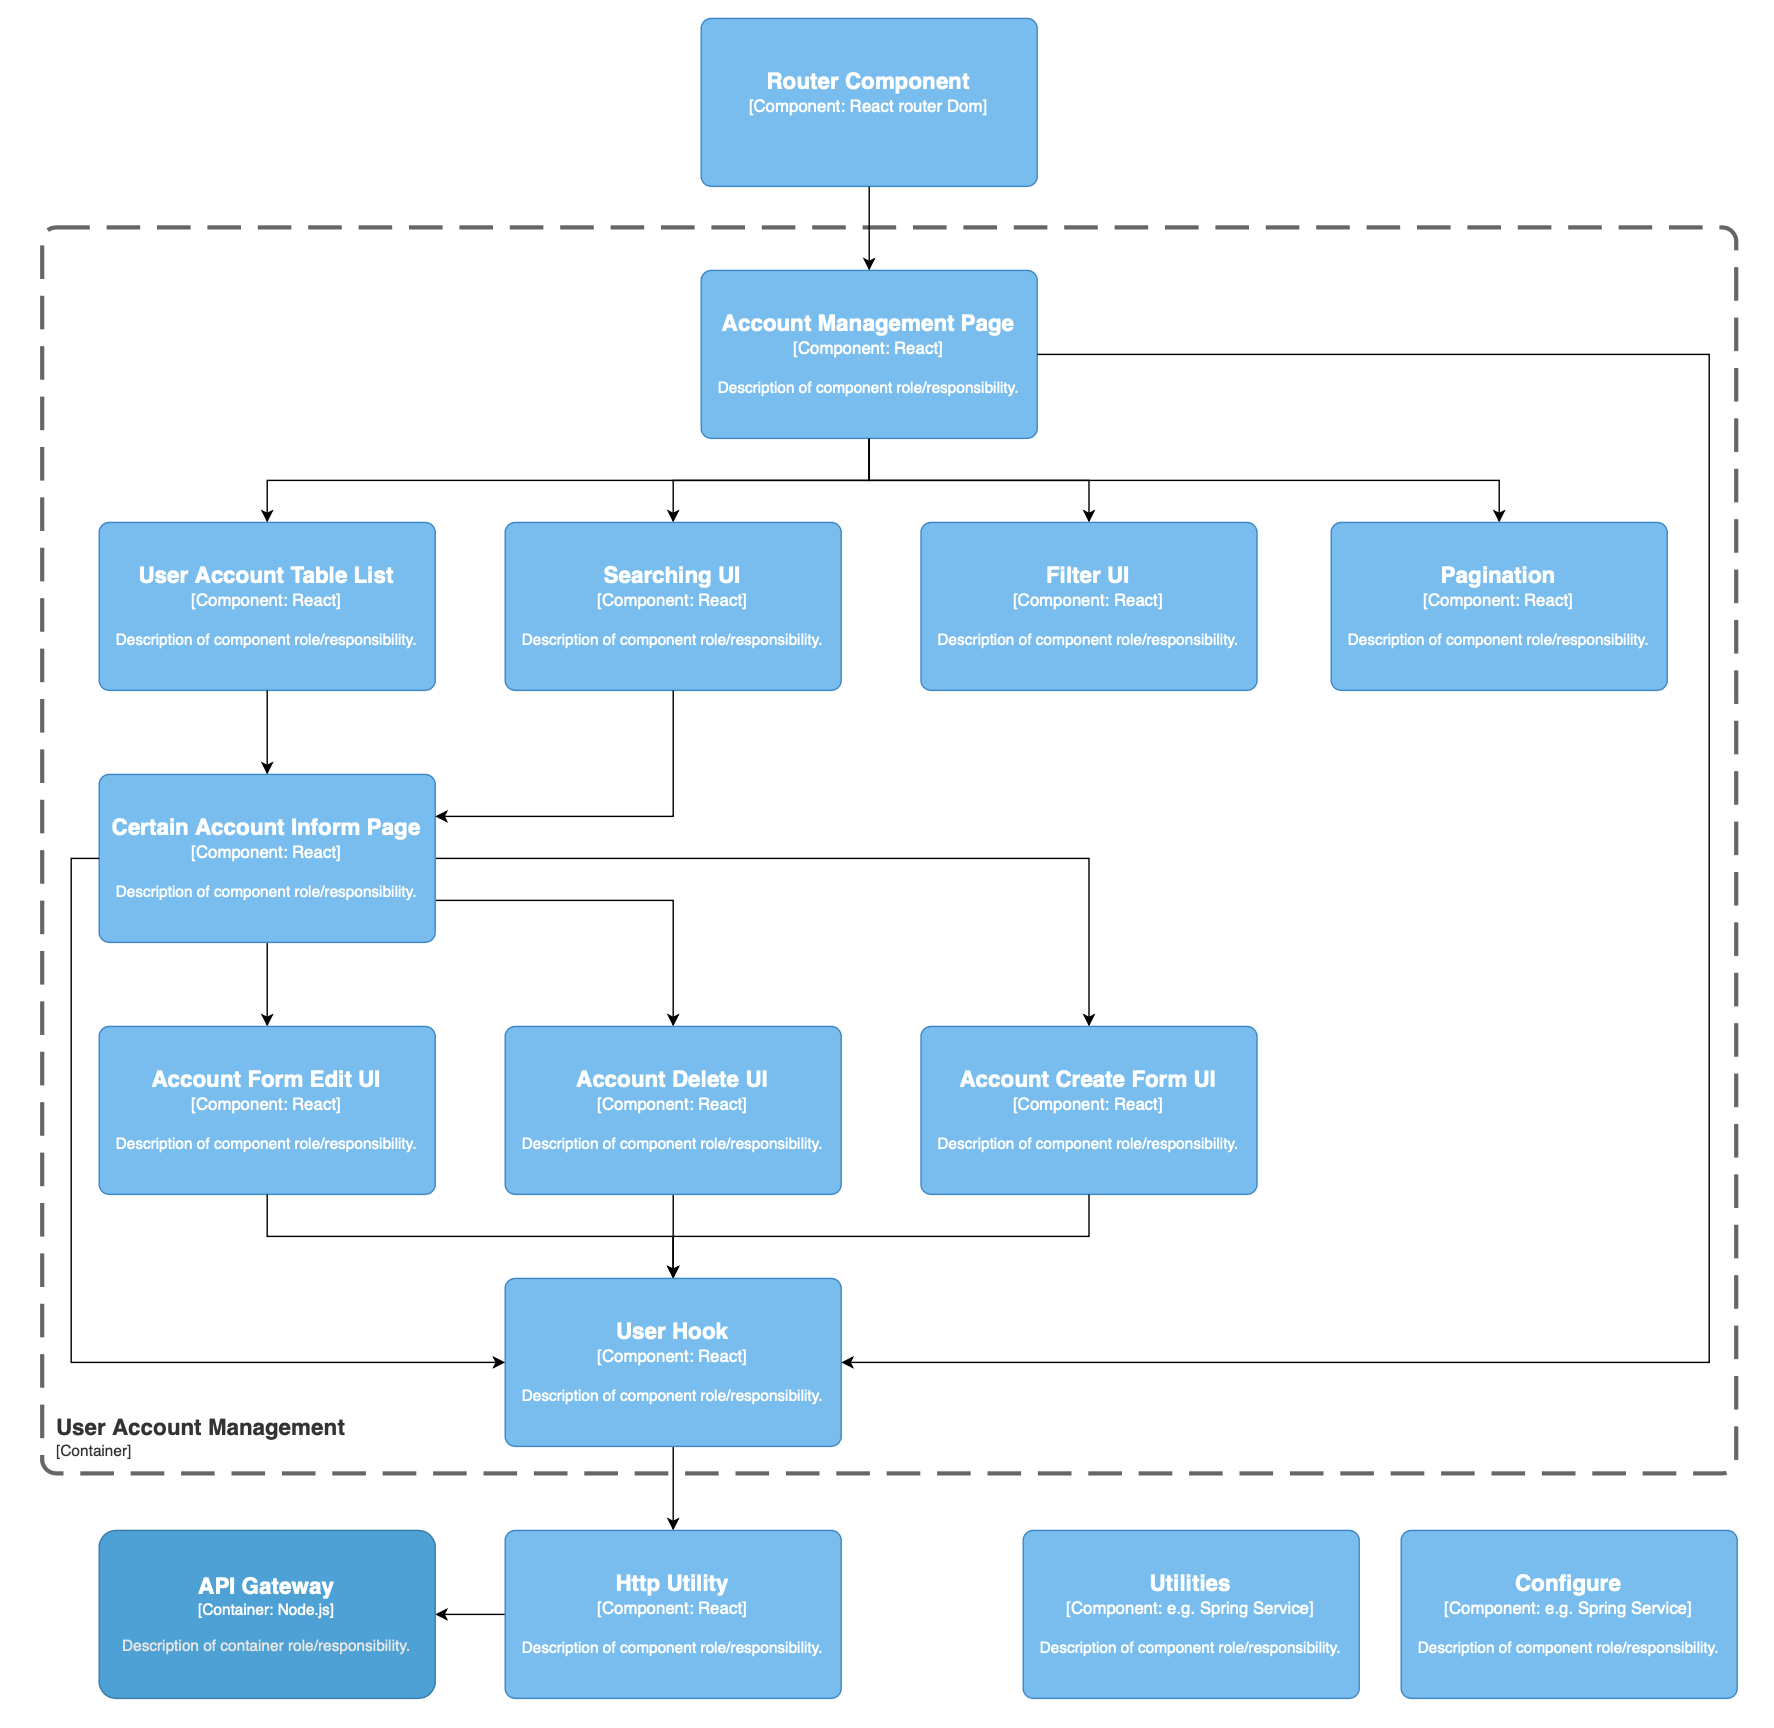 Router Component
[Component: React router Dom]
Account Management Page
[Component: React]
Description of component role/responsibility.
User Account Table List
[Component: React]
Description of component role/responsibility.
Searching UI
[Component: React]
Description of component role/responsibility.
Filter UI
[Component: React]
Description of component role/responsibility.
Pagination
[Component: React]
Description of component role/responsibility.
Certain Account Inform Page
[Component: React]
Description of component role/responsibility.
Account Form Edit UI
[Component: React]
Description of component role/responsibility.
Account Delete UI
[Component: React]
Description of component role/responsibility.
Account Create Form UI
[Component: React]
Description of component role/responsibility.
User Hook
[Component: React]
Description of component role/responsibility.
User Account Management
[Container]
API Gateway
[Container: Node.js]
Description of container role/responsibility.
Http Utility
[Component: React]
Description of component role/responsibility.
Utilities
[Component: e.g. Spring Service]
Description of component role/responsibility.
Configure
[Component: e.g. Spring Service]
Description of component role/responsibility.